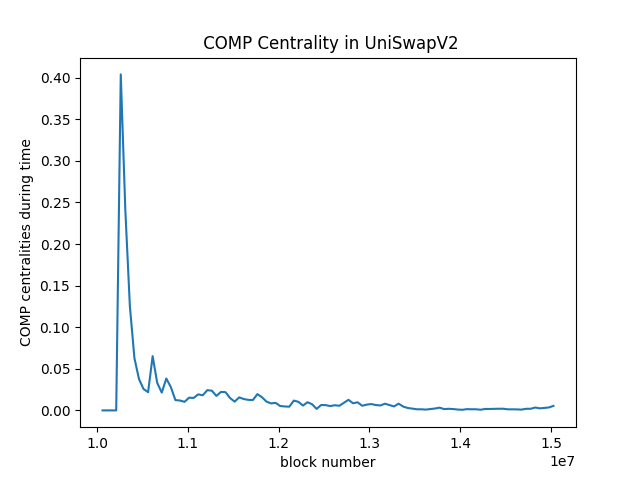 COMP Centrality in UniSwapV2
COMP centralities during time
0.40
0.35
0.30
0.25
0.20
0.15
0.10
0.05
0.00
1.0 1.1 1.2 1.3 1.4 1.5
block number
1e7